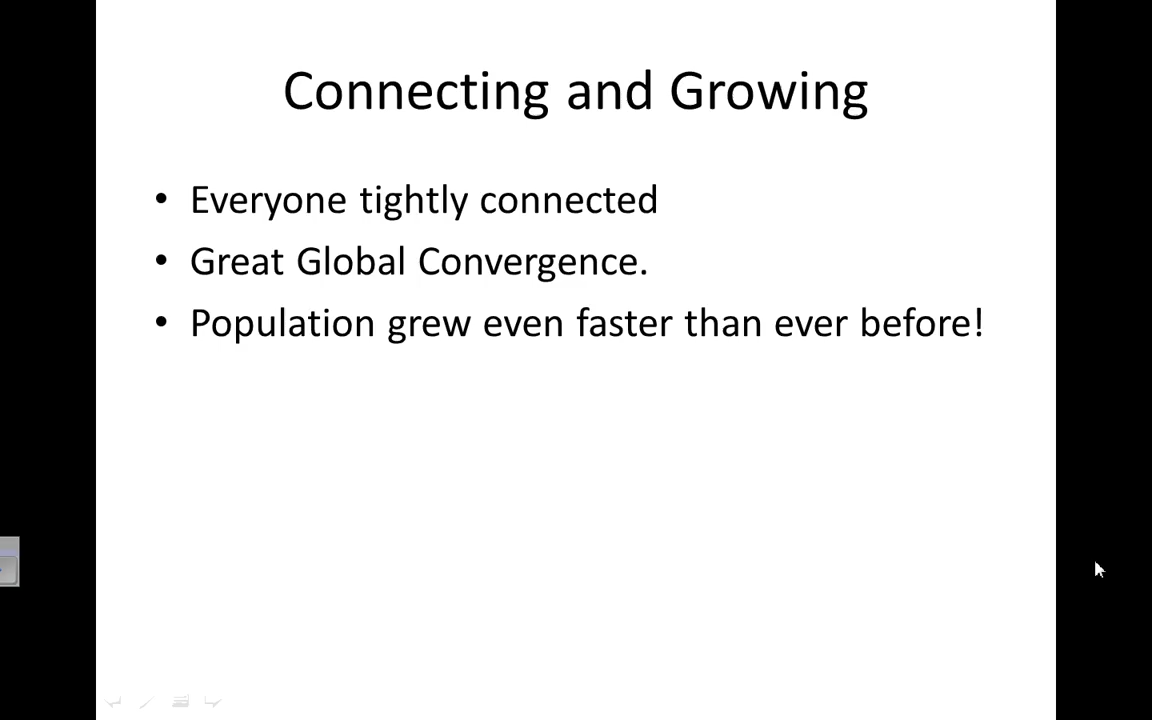 Connecting and Growing
• Everyone tightly connected
• Great Global Convergence.
• Population grew even faster than ever before!